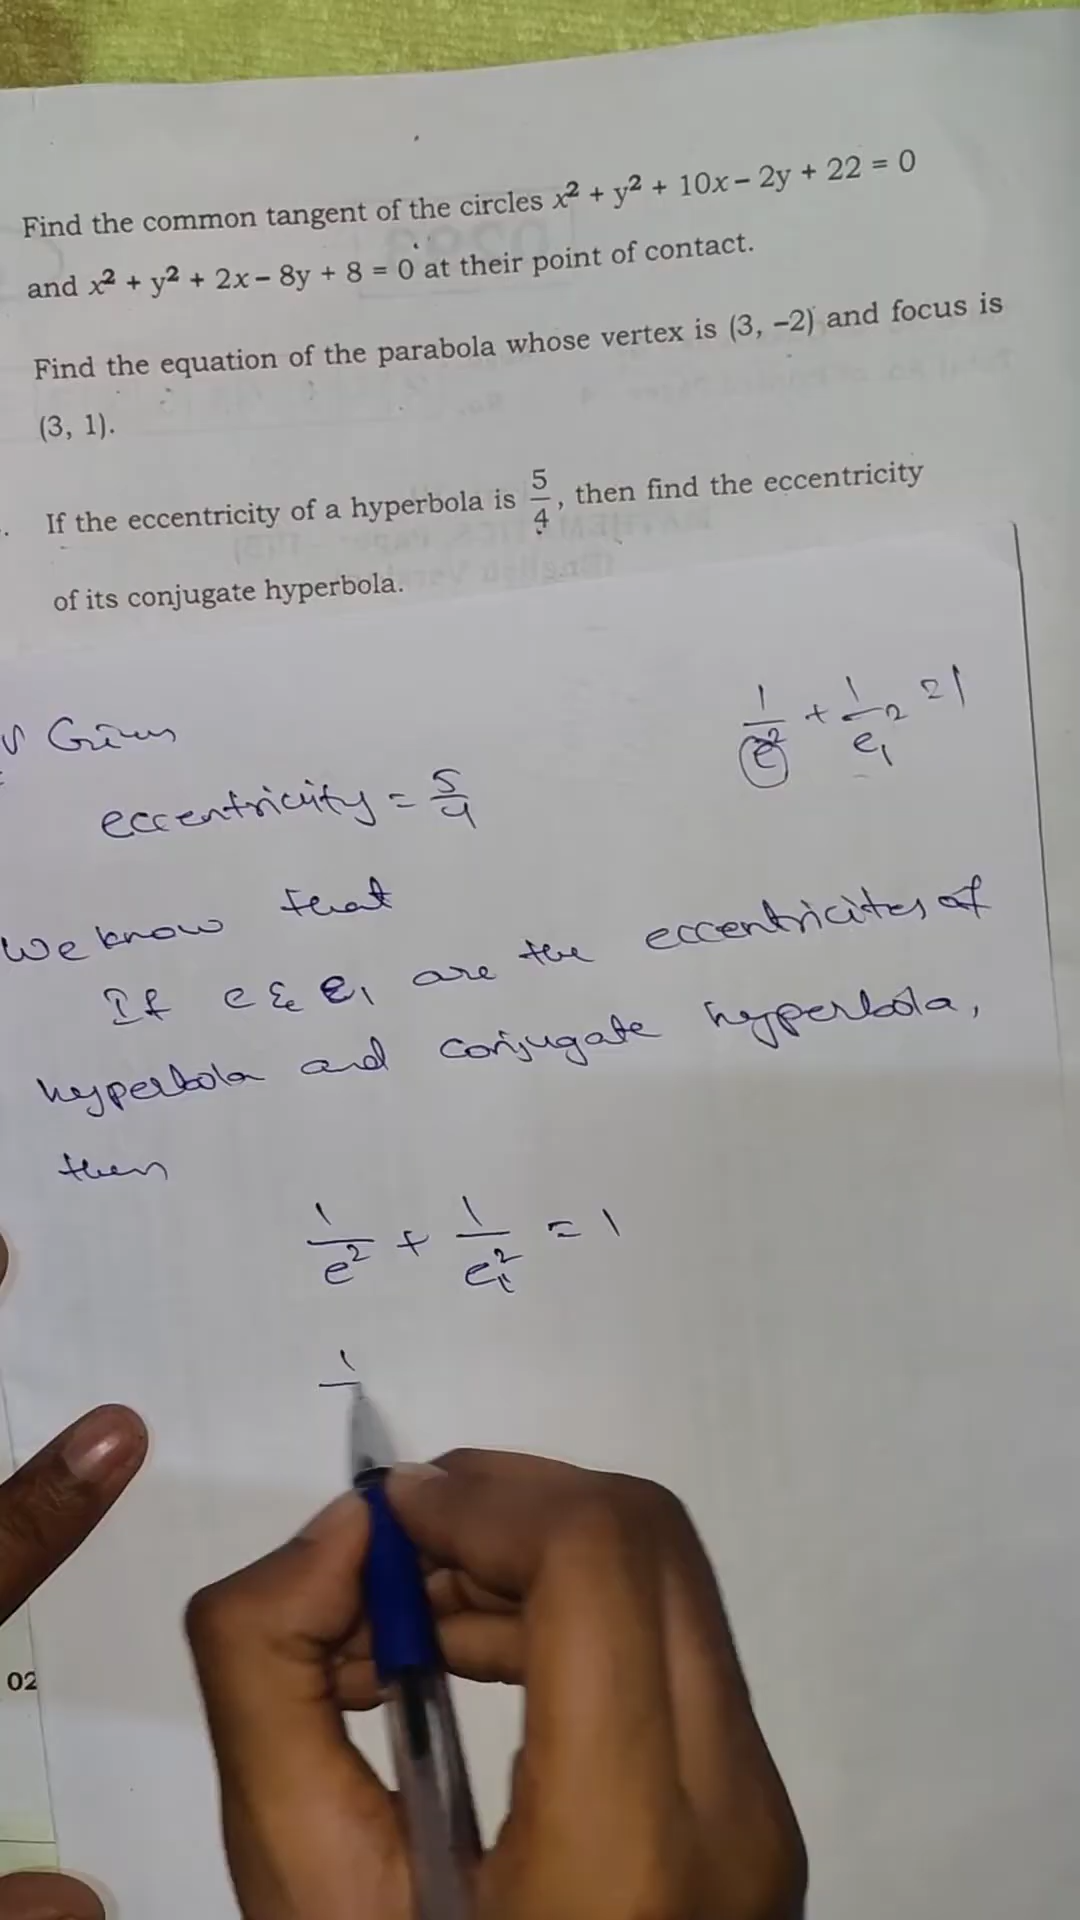 Find the common tangent of the circles x² + y² + 10x – 2y + 22 = 0
and x² + y² + 2x – 8y + 8 = 0 at their point of contact.
Find the equation of the parabola whose vertex is (3, –2) and focus is
(3, 1).
If the eccentricity of a hyperbola is 5/4, then find the eccentricity
of its conjugate hyperbola.
1/e² + 1/e₁² = 1
Given
eccentricity = 5/4
We know that
If e & e₁ are the eccentricities of
hyperbola and conjugate hyperbola,
then
1/e² + 1/e₁² = 1
1
02